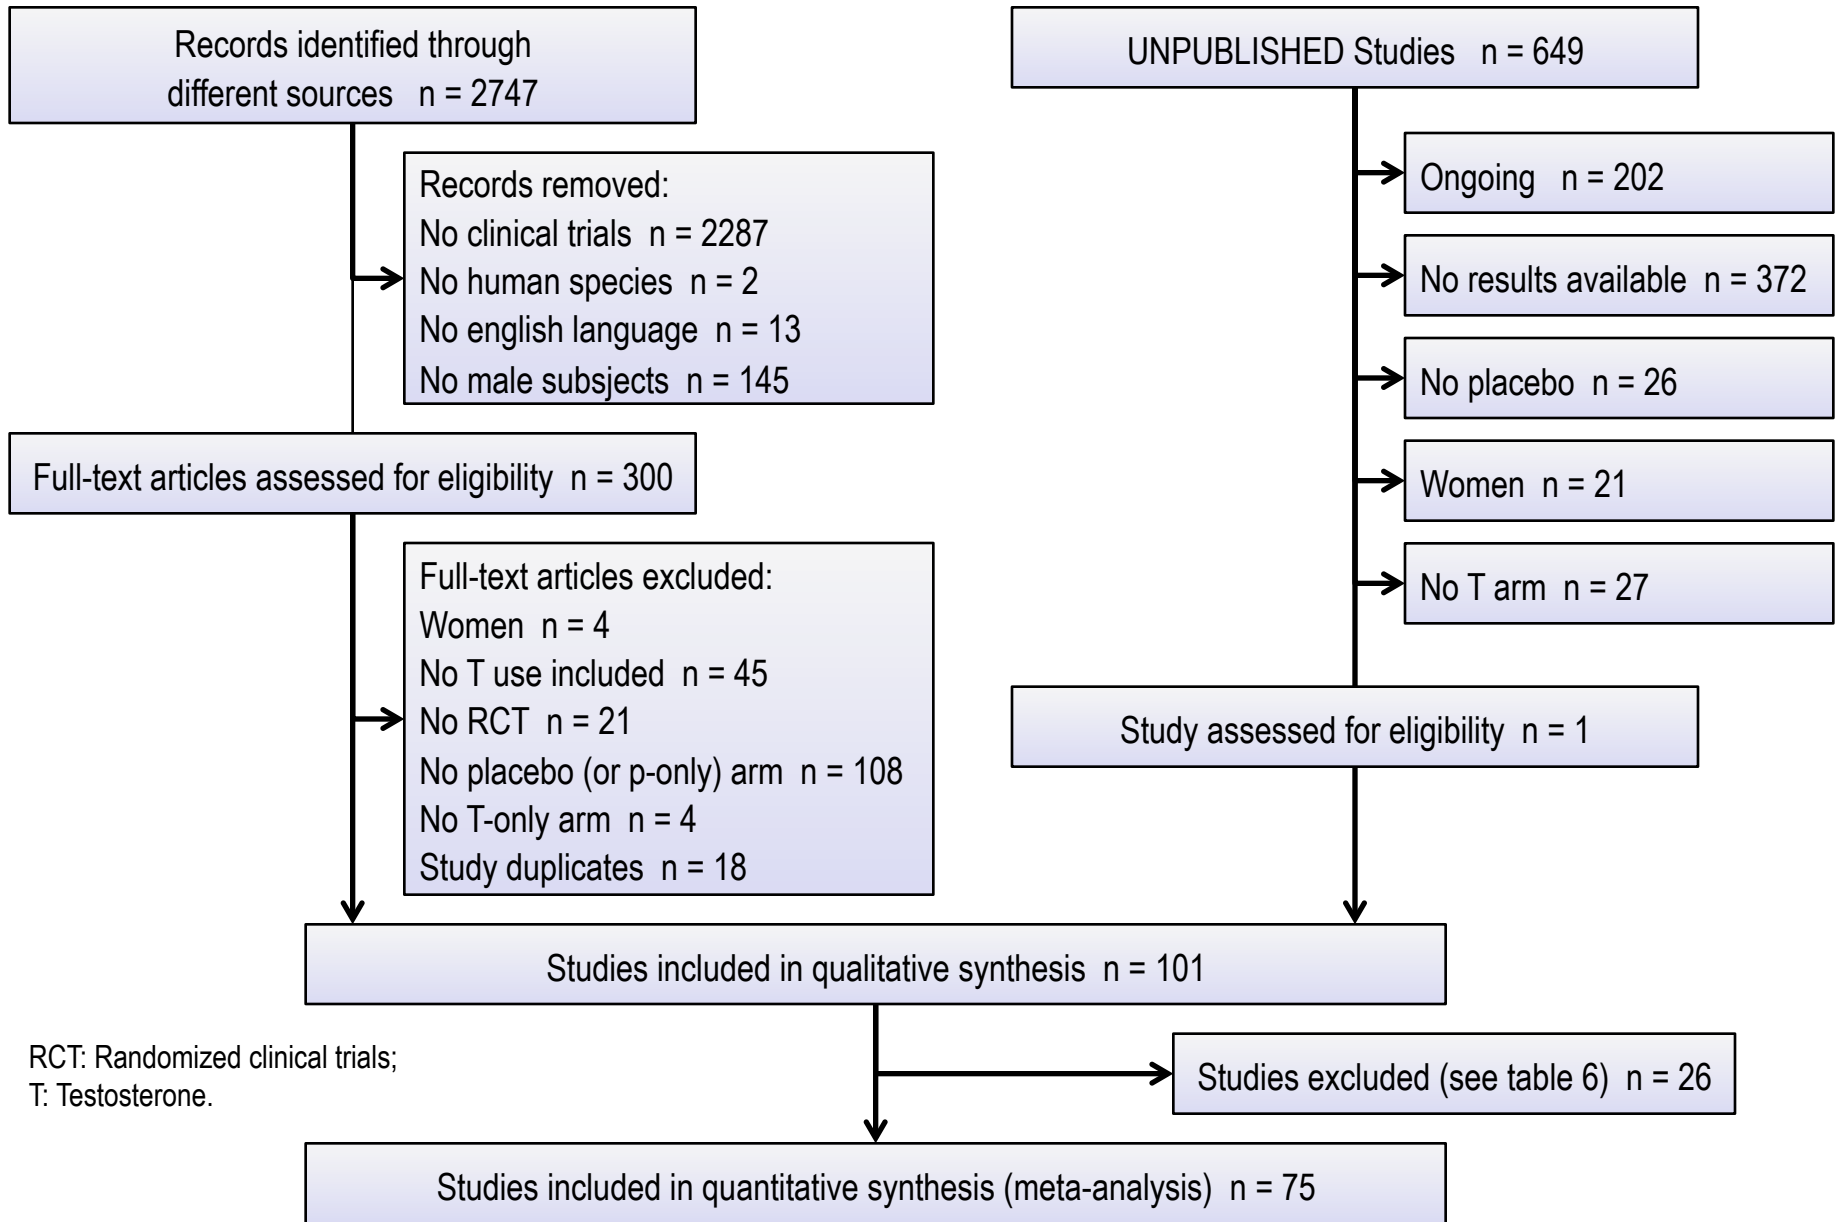 Records identified through
different sources n = 2747
Records removed:
No clinical trials n = 2287
No human species n = 2
No english language n = 13
No male subsjects n = 145
Full-text articles assessed for eligibility n = 300
Full-text articles excluded:
Women n = 4
No T use included n = 45
No RCT n = 21
No placebo (or p-only) arm n = 108
No T-only arm n = 4
Study duplicates n = 18
UNPUBLISHED Studies n = 649
Ongoing n = 202
No results available n = 372
No placebo n = 26
Women n = 21
No T arm n = 27
Study assessed for eligibility n = 1
Studies included in qualitative synthesis n = 101
Studies excluded (see table 6) n = 26
Studies included in quantitative synthesis (meta-analysis) n = 75
RCT: Randomized clinical trials;
T: Testosterone.